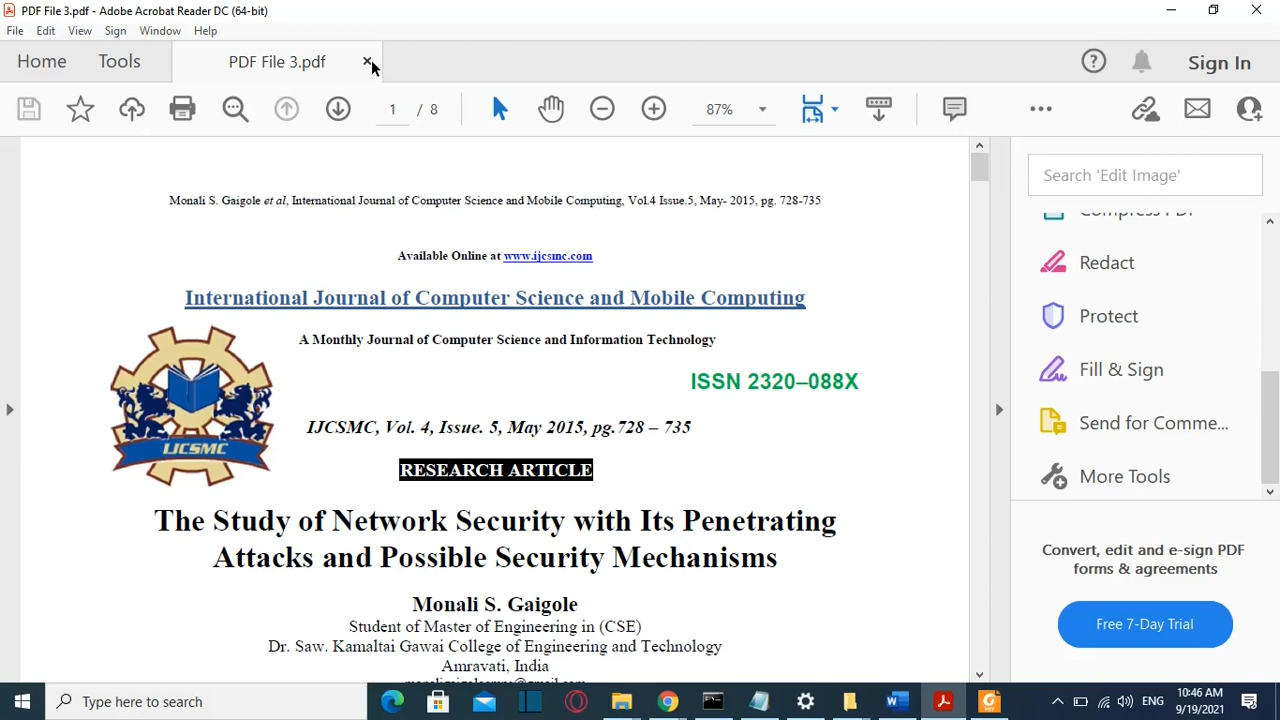 PDF File 3.pdf - Adobe Acrobat Reader DC (64-bit)
File Edit View Sign Window Help
Home Tools PDF File 3.pdf Sign In
1 / 8 87%
Monali S. Gaigole et al, International Journal of Computer Science and Mobile Computing, Vol.4 Issue.5, May- 2015, pg. 728-735
Available Online at www.ijcsmc.com
International Journal of Computer Science and Mobile Computing
A Monthly Journal of Computer Science and Information Technology
ISSN 2320–088X
IJCSMC
IJCSMC, Vol. 4, Issue. 5, May 2015, pg.728 – 735
RESEARCH ARTICLE
The Study of Network Security with Its Penetrating
Attacks and Possible Security Mechanisms
Monali S. Gaigole
Student of Master of Engineering in (CSE)
Dr. Saw. Kamaltai Gawai College of Engineering and Technology
Amravati, India
Search 'Edit Image'
Compress PDF
Redact
Protect
Fill & Sign
Send for Comme...
More Tools
Convert, edit and e-sign PDF
forms & agreements
Free 7-Day Trial
Type here to search
ENG
10:46 AM
9/19/2021